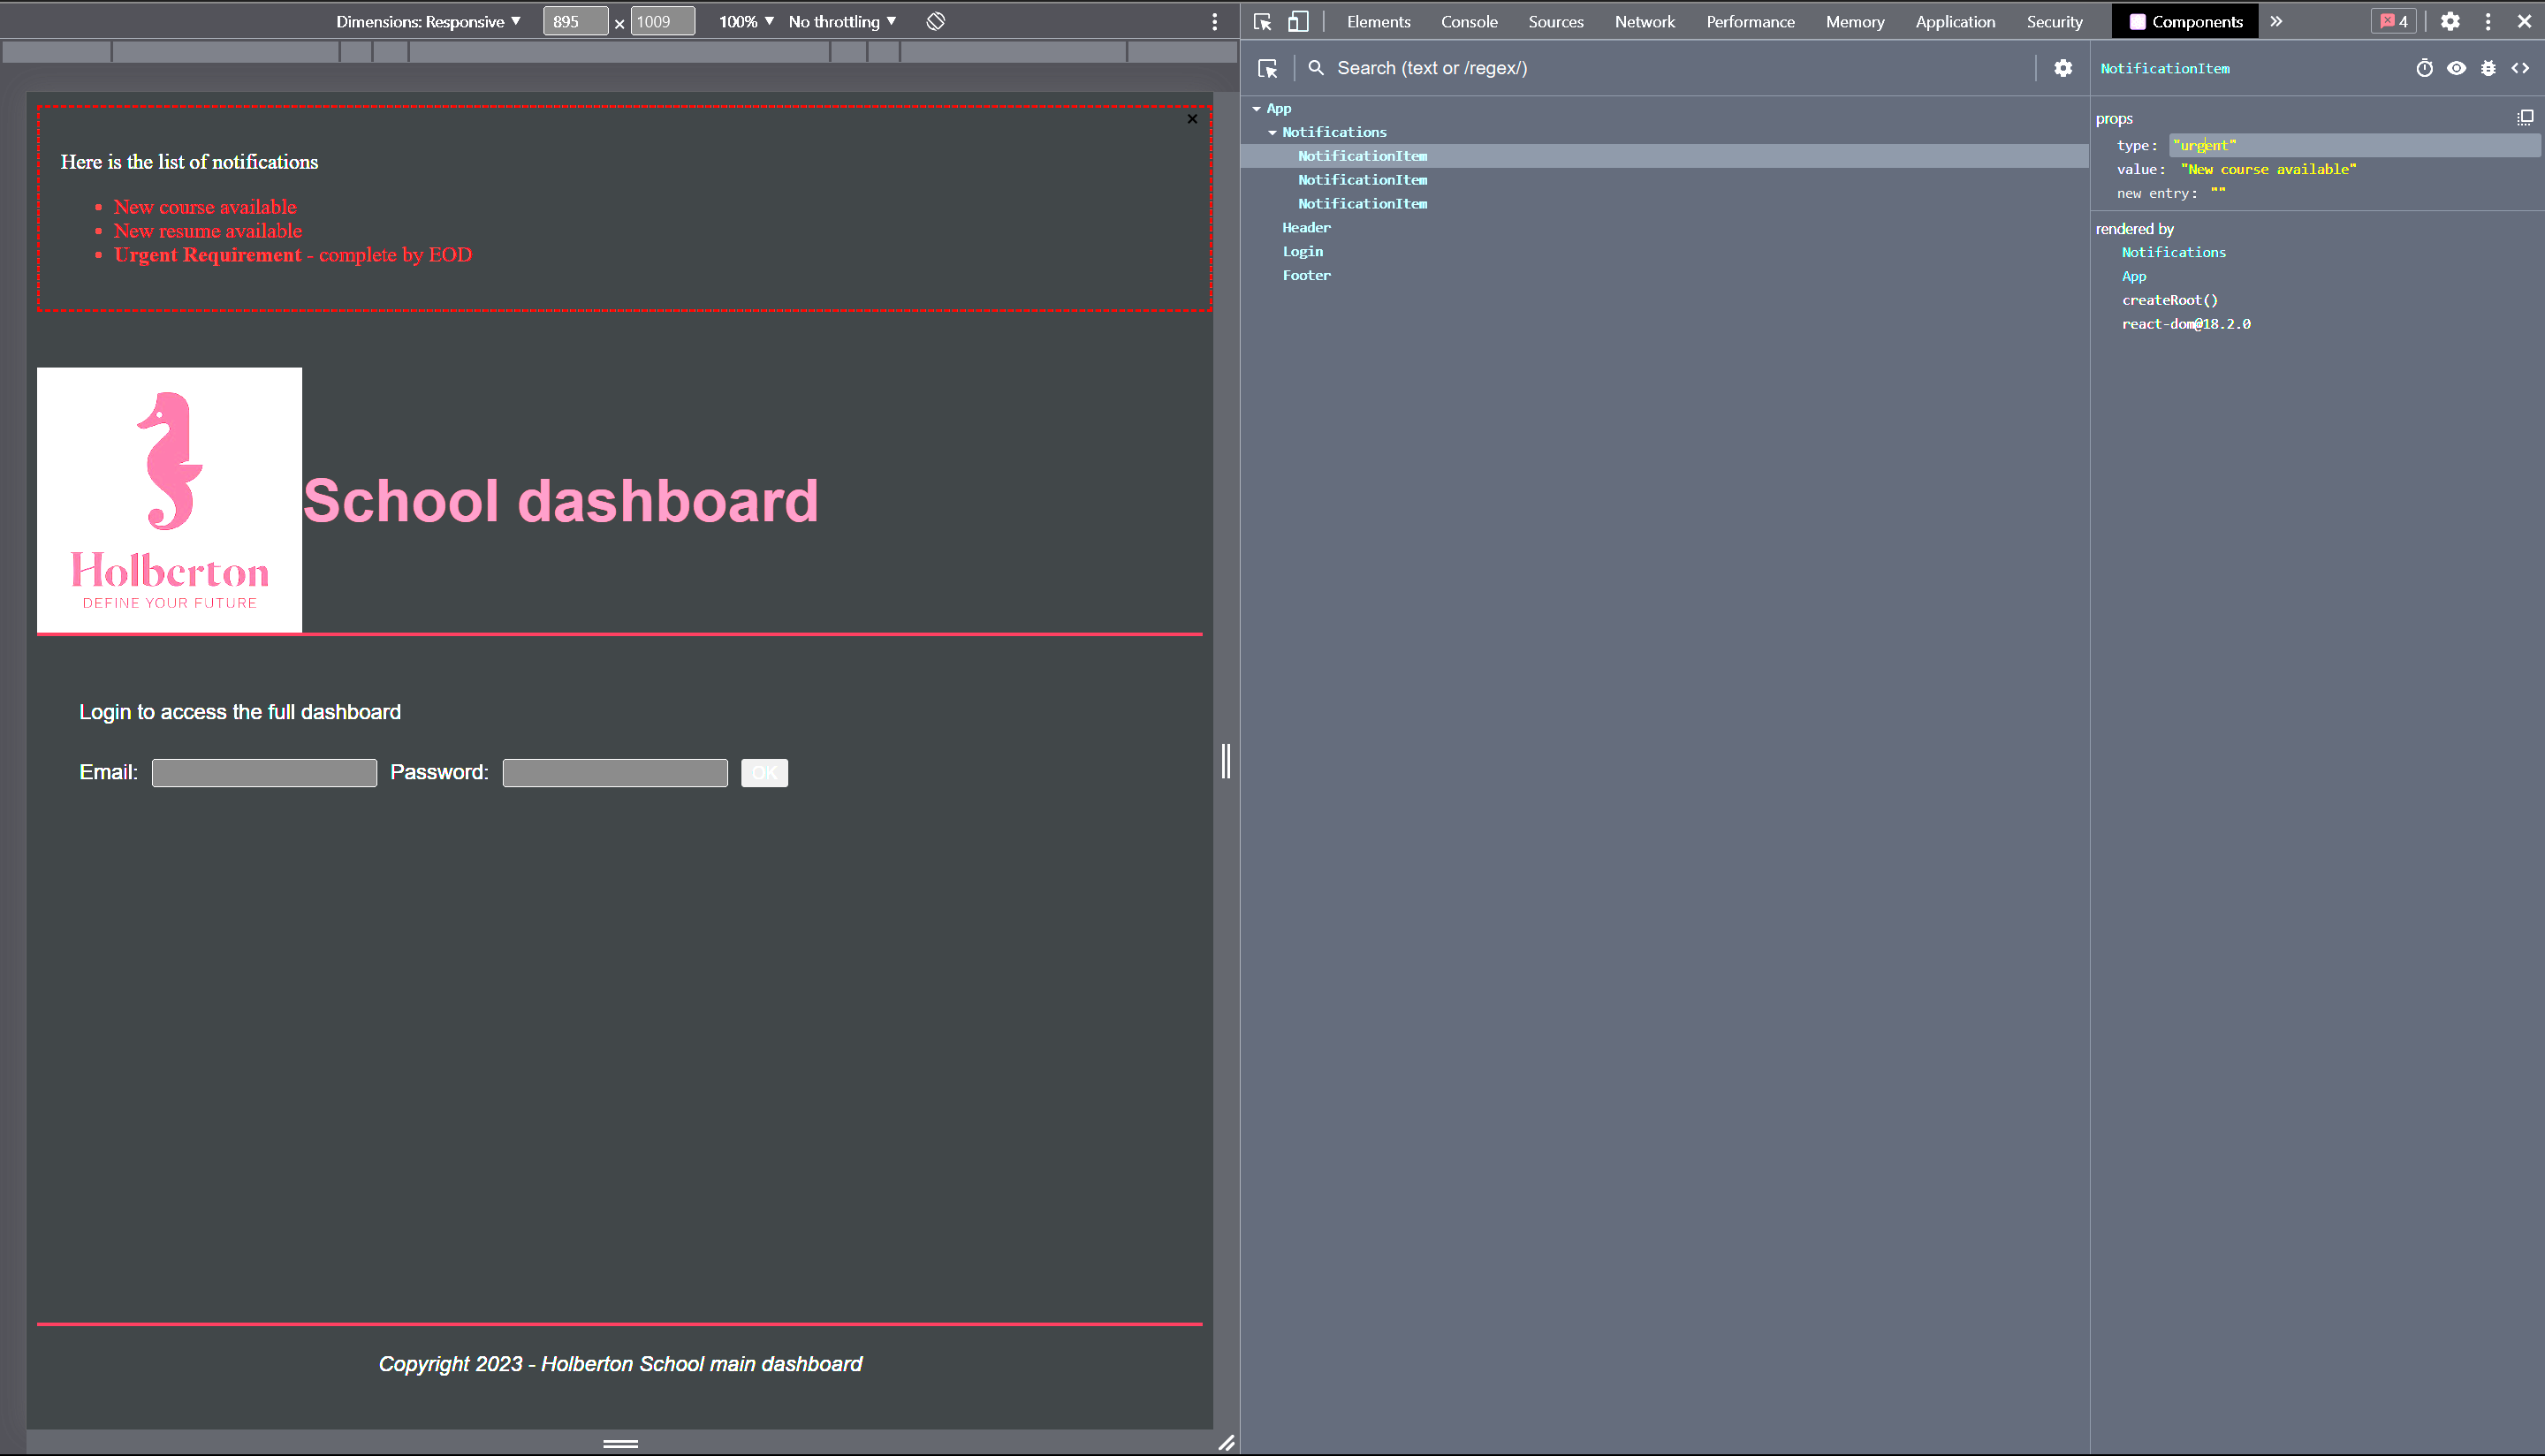 Dimensions: Responsive ▼ 895 × 1009 100% ▼ No throttling ▼
Elements Console Sources Network Performance Memory Application Security Components » 4
Search (text or /regex/)
NotificationItem
App
Notifications
NotificationItem
NotificationItem
NotificationItem
Header
Login
Footer
props
type: "urgent"
value: "New course available"
new entry: ""
rendered by
Notifications
App
createRoot()
react-dom@18.2.0
Here is the list of notifications
New course available
New resume available
Urgent Requirement - complete by EOD
Holberton
DEFINE YOUR FUTURE
School dashboard
Login to access the full dashboard
Email: Password: OK
Copyright 2023 - Holberton School main dashboard